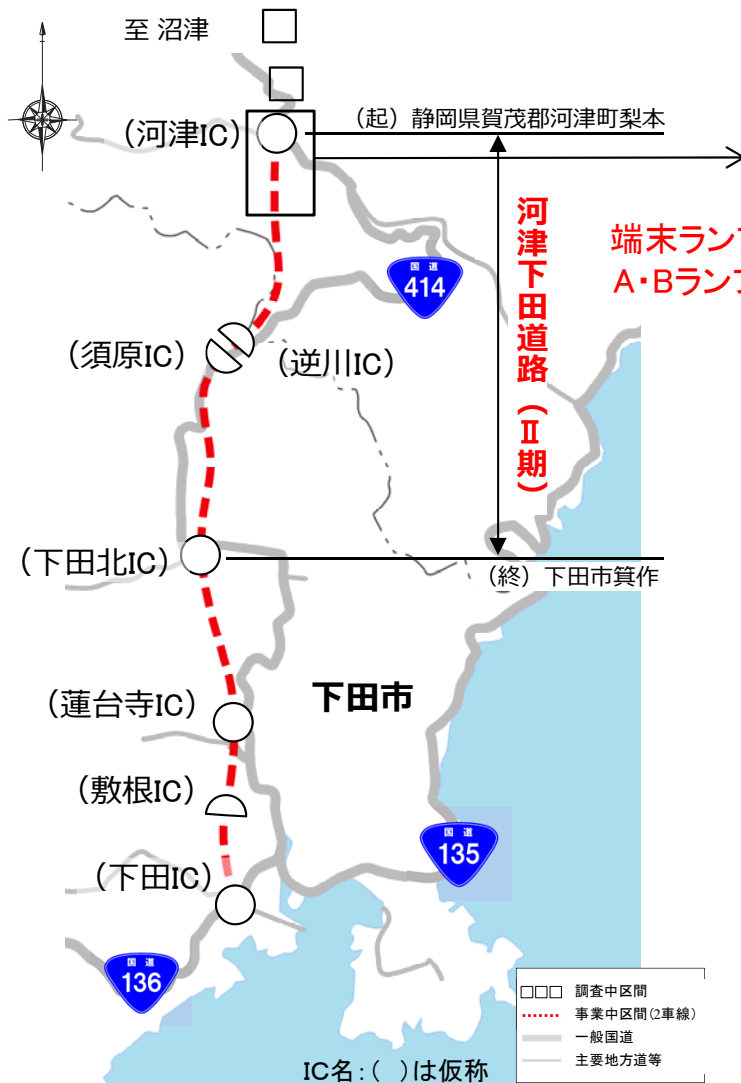 至 沼津
(河津IC)
(起) 静岡県賀茂郡河津町梨本
河津下田道路(Ⅱ期)
端末ランプ
A・Bランプ
国道
414
(須原IC)
(逆川IC)
(下田北IC)
(終) 下田市箕作
(蓮台寺IC)
下田市
(敷根IC)
国道
135
(下田IC)
国道
136
調査中区間
事業中区間(2車線)
一般国道
主要地方道等
IC名:( )は仮称